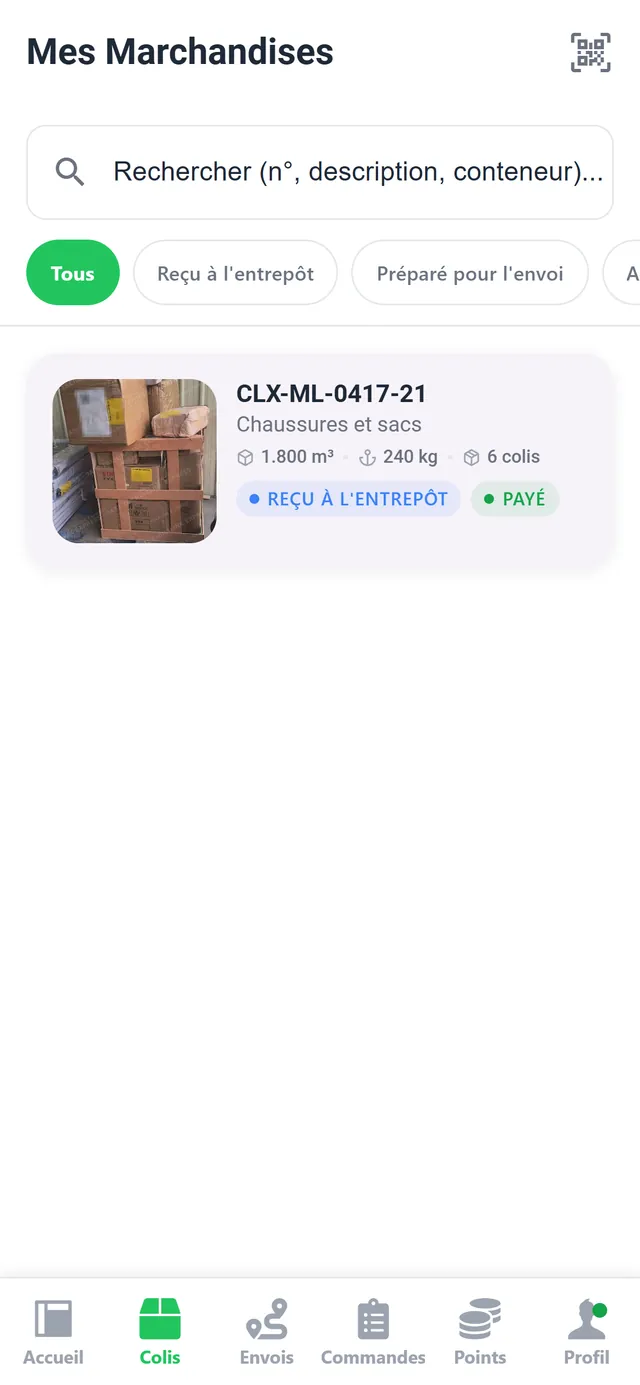 Mes Marchandises
Rechercher (n°, description, conteneur)...
Tous
Reçu à l'entrepôt
Préparé pour l'envoi
A
CLX-ML-0417-21
Chaussures et sacs
1.800 m³ 240 kg 6 colis
REÇU À L'ENTREPÔT PAYÉ
Accueil Colis Envois Commandes Points Profil